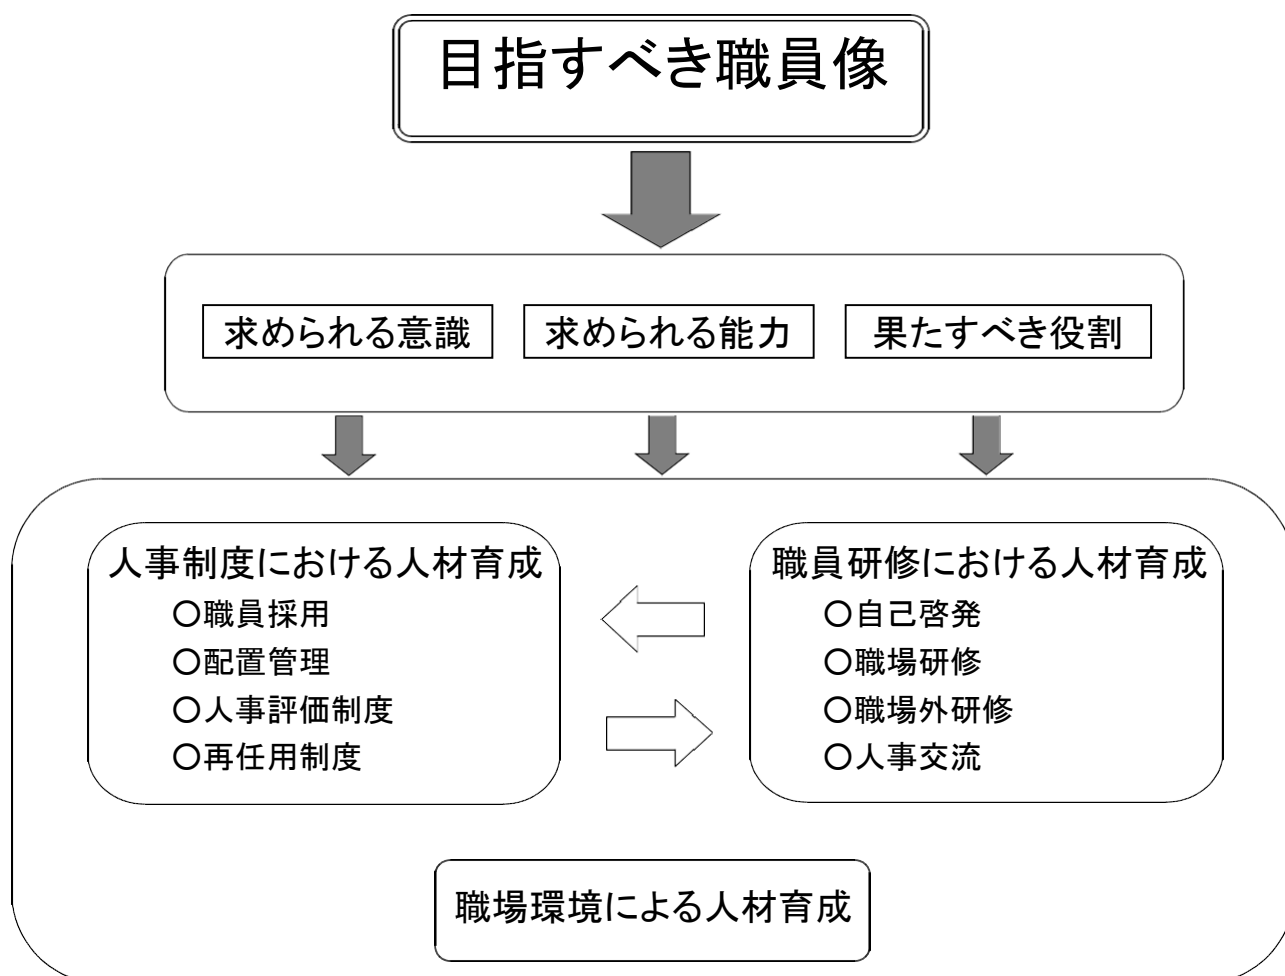 目指すべき職員像
求められる意識
求められる能力
果たすべき役割
人事制度における人材育成
○職員採用
○配置管理
○人事評価制度
○再任用制度
職員研修における人材育成
○自己啓発
○職場研修
○職場外研修
○人事交流
職場環境による人材育成